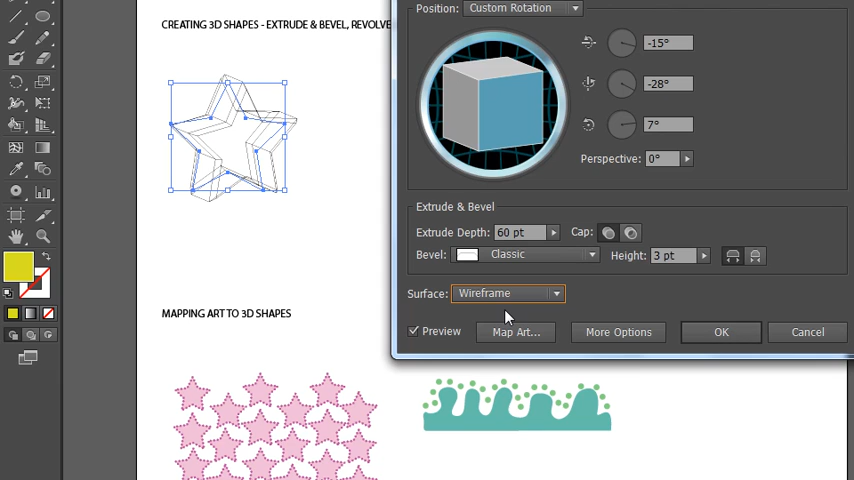 CREATING 3D SHAPES - EXTRUDE & BEVEL, REVOLVE
Position: Custom Rotation
-15°
-28°
7°
Perspective: 0°
Extrude & Bevel
Extrude Depth: 60 pt Cap:
Bevel: Classic Height: 3 pt
Surface: Wireframe
Preview Map Art... More Options OK Cancel
MAPPING ART TO 3D SHAPES